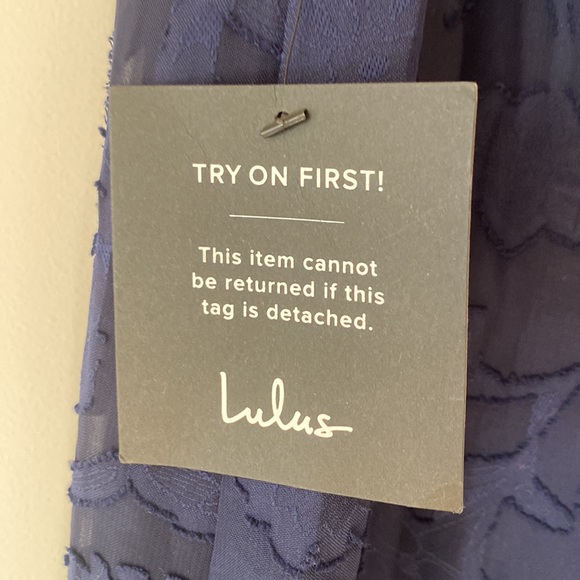 TRY ON FIRST!
This item cannot
be returned if this
tag is detached.
Lulus